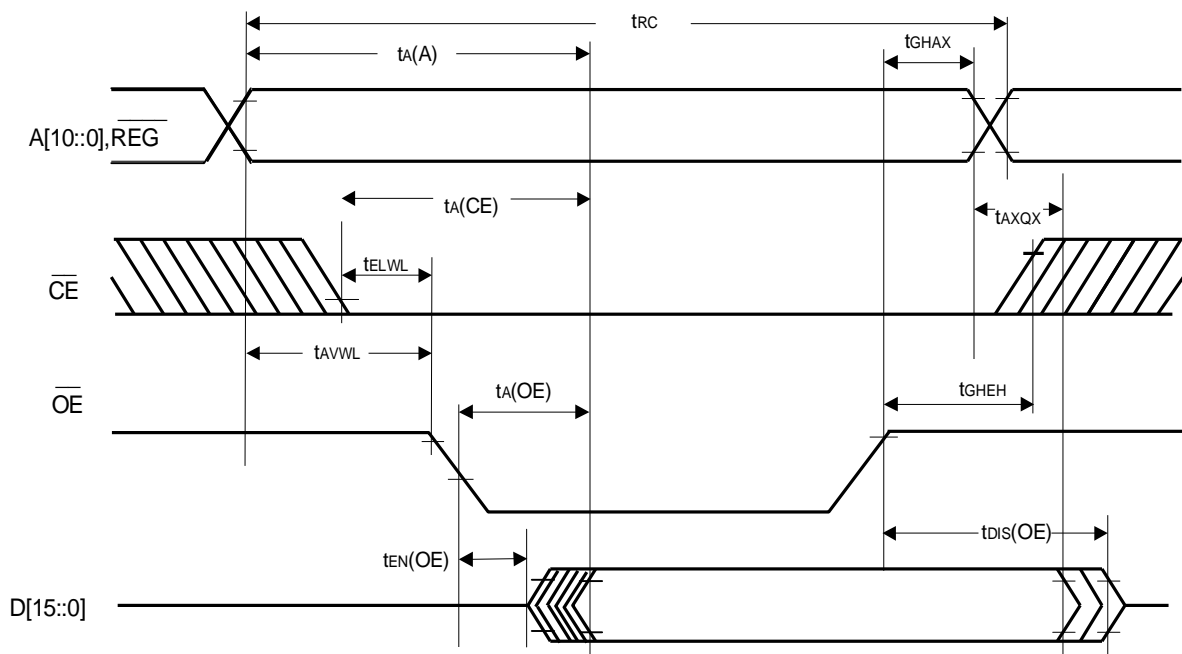 tRC
tA(A)
tGHAX
A[10::0],REG
tA(CE)
tAXQX
tELWL
CE
tAVWL
tA(OE)
tGHEH
OE
tEN(OE)
tDIS(OE)
D[15::0]